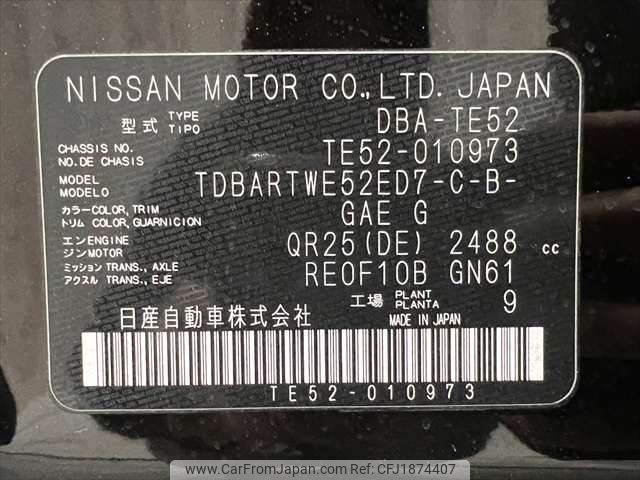 NISSAN MOTOR CO.,LTD. JAPAN
型式 TYPE TIPO DBA-TE52
CHASSIS NO. NO.DE CHASIS TE52-010973
MODEL MODELO TDBARTWE52ED7-C-B-
カラー COLOR, TRIM トリム COLOR, GUARNICION GAE G
エンジン ENGINE MOTOR QR25(DE) 2488 cc
ミッション TRANS., AXLE アクスル TRANS., EJE RE0F10B GN61
工場 PLANT PLANTA 9
日産自動車株式会社 MADE IN JAPAN
TE52-010973
www.CarFromJapan.com | CarFromJapan | ID: CFJ1874407